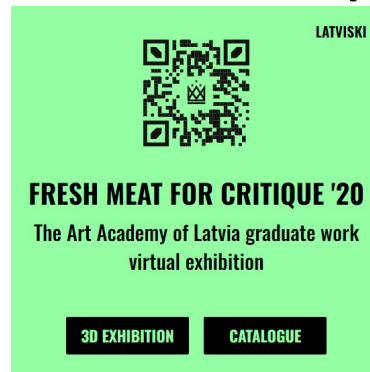 LATVISKI
FRESH MEAT FOR CRITIQUE '20
The Art Academy of Latvia graduate work
virtual exhibition
3D EXHIBITION
CATALOGUE